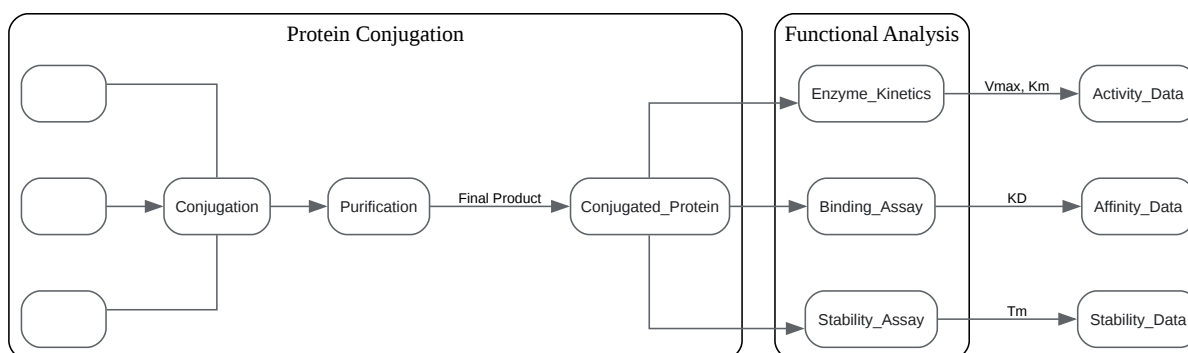 Protein Conjugation
Functional Analysis
Enzyme_Kinetics
Vmax, Km
Activity_Data
Conjugation
Purification
Final Product
Conjugated_Protein
Binding_Assay
KD
Affinity_Data
Stability_Assay
Tm
Stability_Data